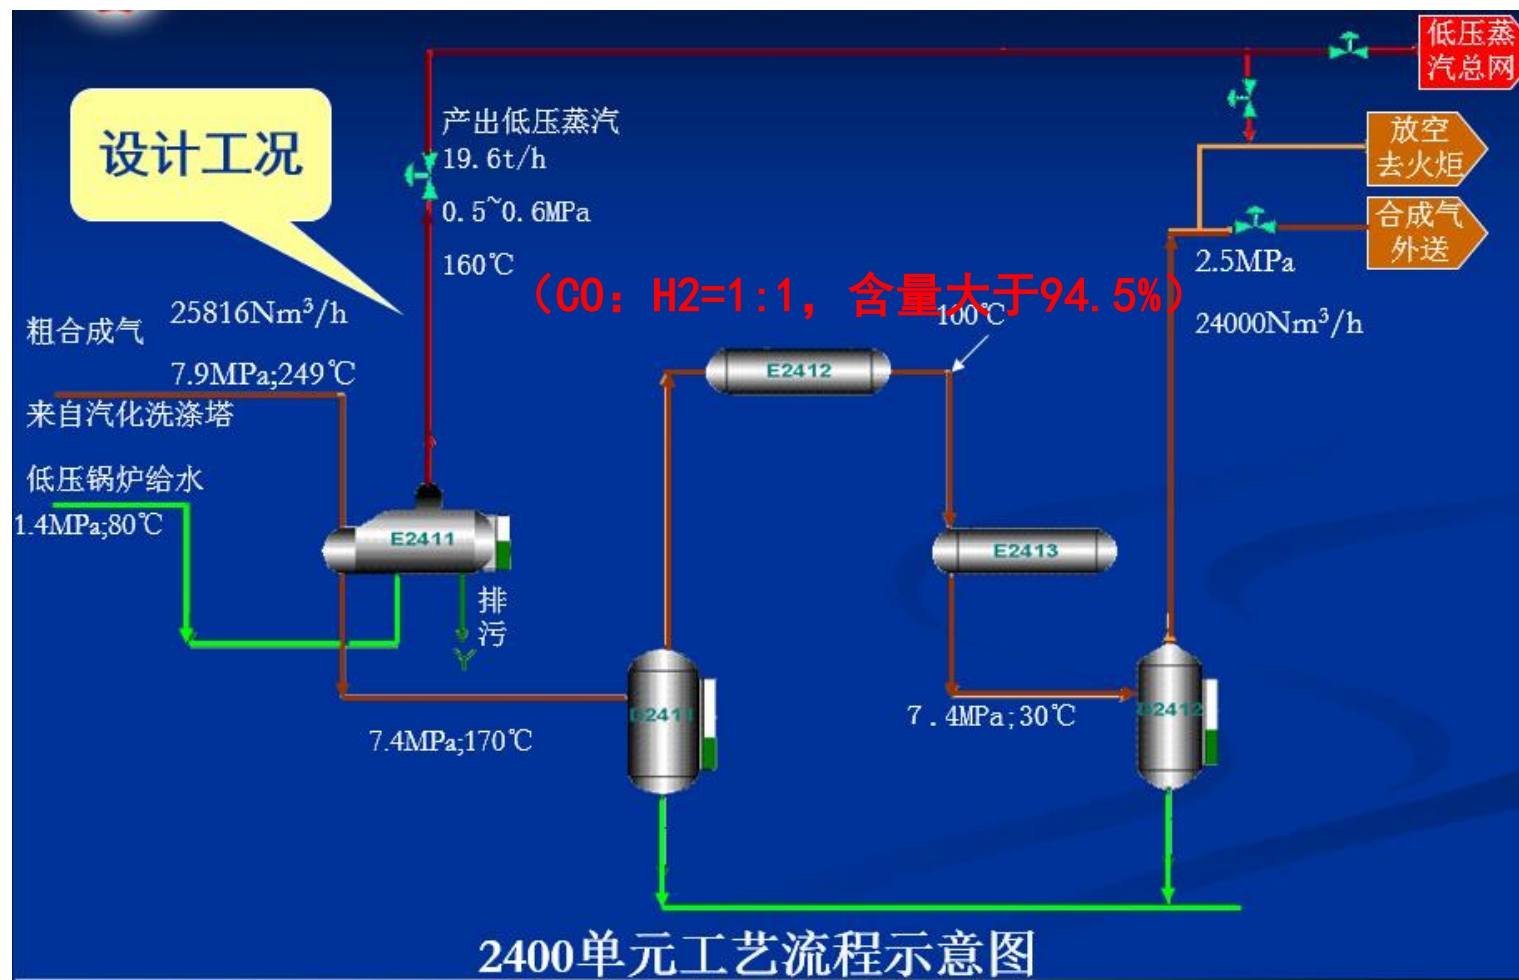 低压蒸
汽总网
设计工况
产出低压蒸汽
19.6t/h
0.5~0.6MPa
160℃
放空
去火炬
合成气
外送
2.5MPa
24000Nm³/h
（CO：H2=1:1，含量大于94.5%）
100℃
粗合成气
25816Nm³/h
7.9MPa;249℃
来自汽化洗涤塔
低压锅炉给水
1.4MPa;80℃
E2412
E2411
E2413
排
污
D2411
D2412
7.4MPa;170℃
7.4MPa;30℃
2400单元工艺流程示意图